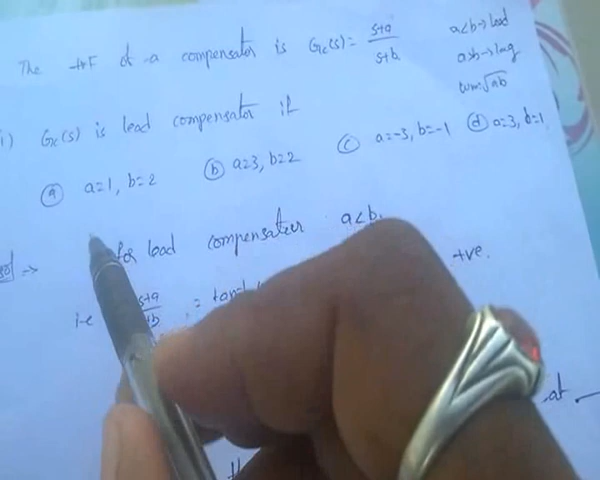 The t+F of a compensator is Gc(s) = s+a / s+b
a<b → lead
a>b → lag
ωm: √ab
i) Gc(s) is lead compensator if
(a) a=1, b=2 (b) a=3, b=2 (c) a=-3, b=-1 (d) a=3, b=1
sol ⇒ for lead compensator a<b,
i-e s+a +b = tan +ve.
at